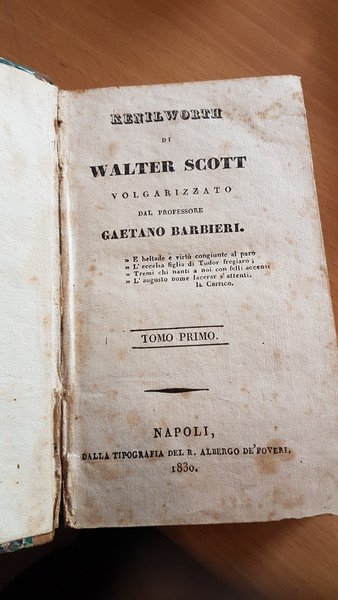 KENILWORTH
DI
WALTER SCOTT
VOLGARIZZATO
DAL PROFESSORE
GAETANO BARBIERI.
» E beltade e virtù congiunte al paro
» L' eccelsa figlia di Tudor fregiaro ;
» Tremi chi nanti a noi con felli accenti
» L' augusto nome lacerar s'attenti.
IL CRITICO.
TOMO PRIMO.
NAPOLI,
DALLA TIPOGRAFIA DEL R. ALBERGO DE'POVERI.
1830.